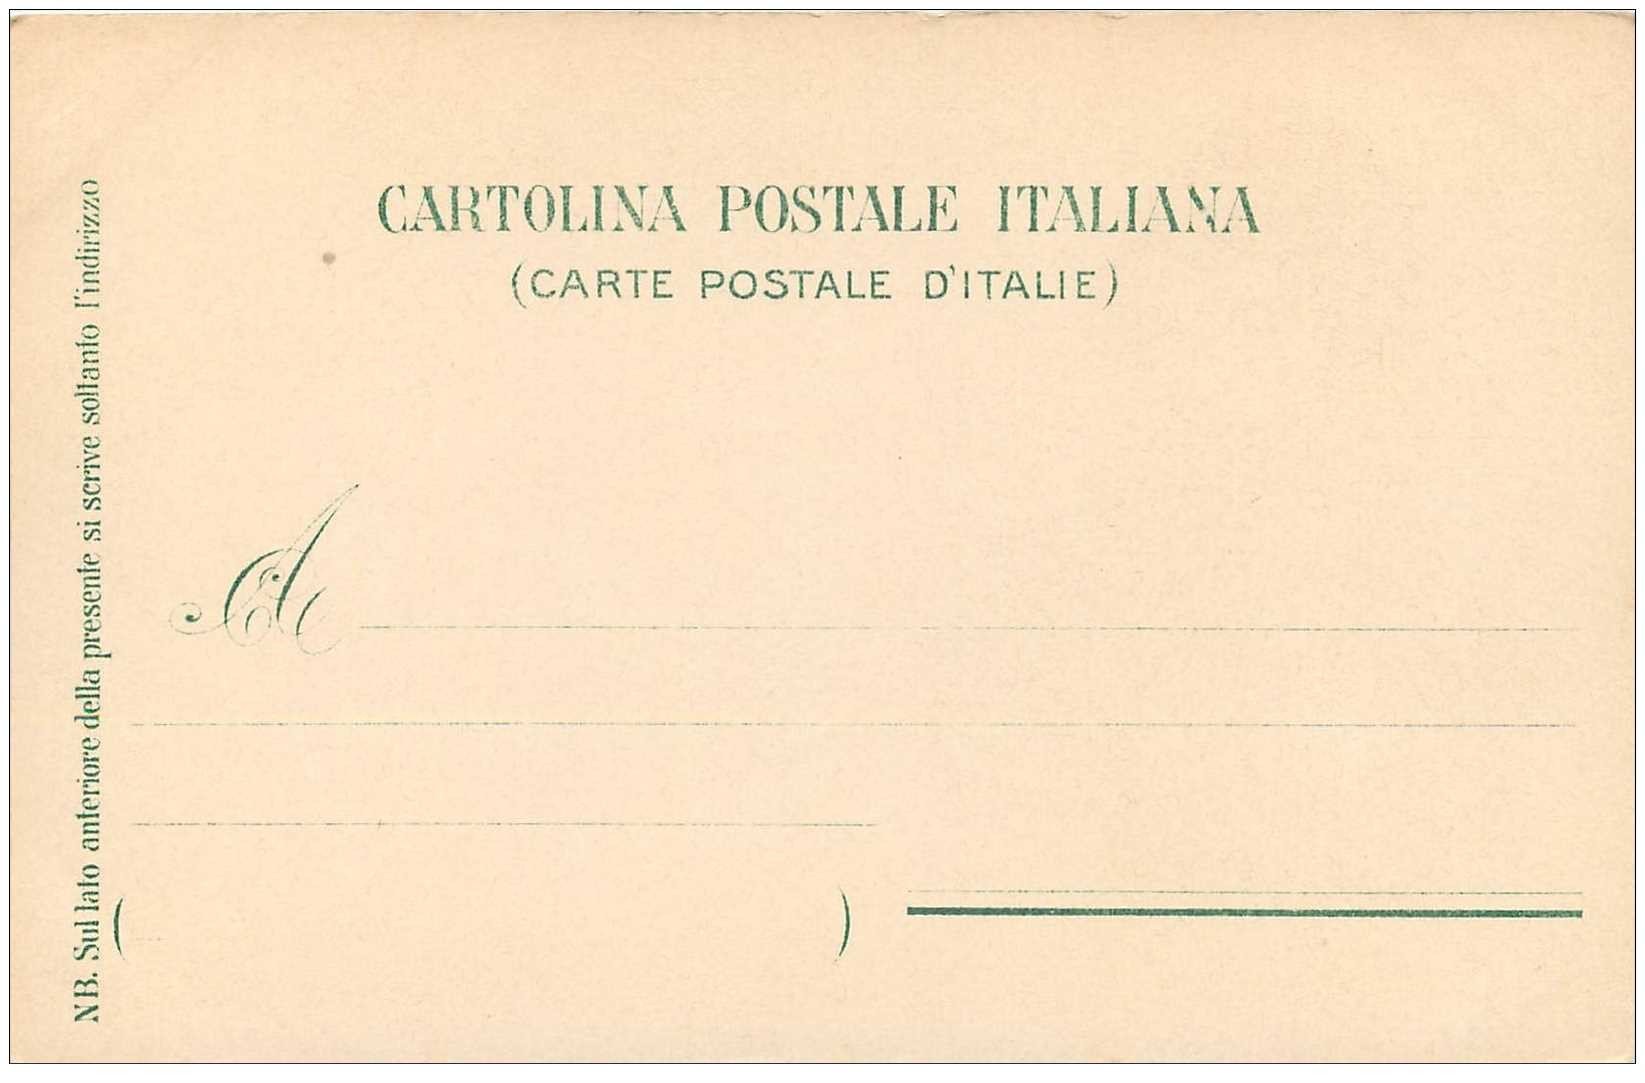 CARTOLINA POSTALE ITALIANA
(CARTE POSTALE D'ITALIE)
A
( )
NB. Sul lato anteriore della presente si scrive soltanto l'indirizzo